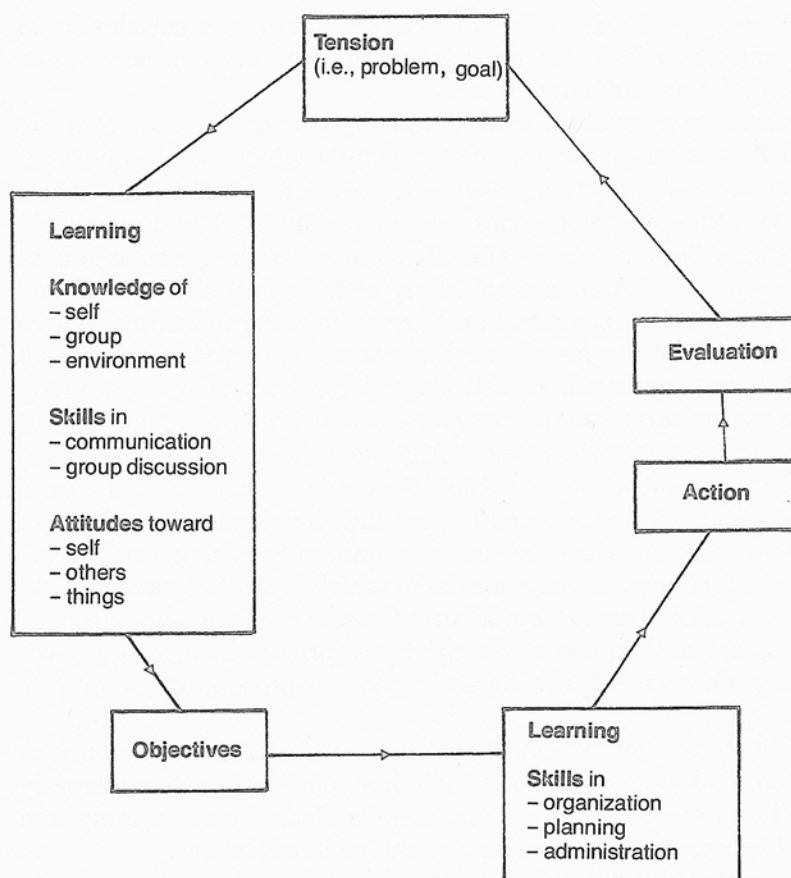 Tension
(i.e., problem, goal)
Learning
Knowledge of
– self
– group
– environment
Skills in
– communication
– group discussion
Attitudes toward
– self
– others
– things
Objectives
Learning
Skills in
– organization
– planning
– administration
Action
Evaluation